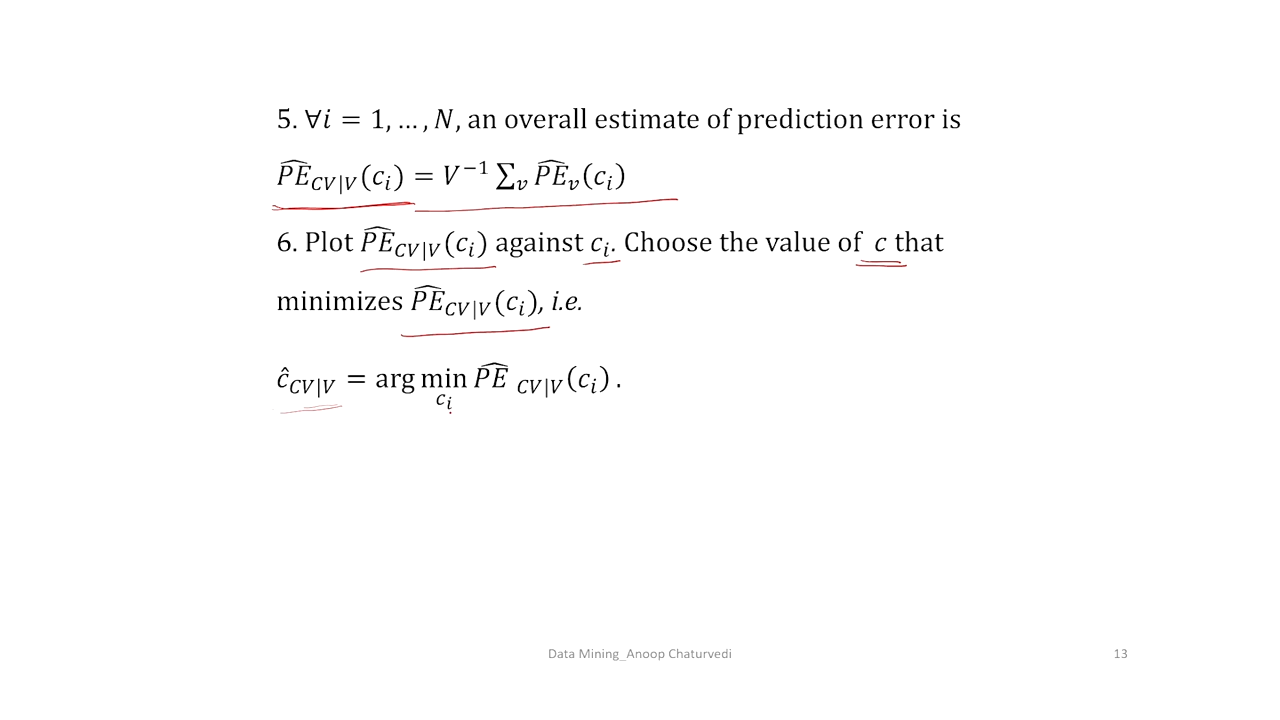 5. ∀i = 1, … , N, an overall estimate of prediction error is
P̂E_{CV|V}(c_i) = V^{−1} ∑_v P̂E_v(c_i)
6. Plot P̂E_{CV|V}(c_i) against c_i. Choose the value of c that
minimizes P̂E_{CV|V}(c_i), i.e.
ĉ_{CV|V} = arg min_{c_i} P̂E_{CV|V}(c_i) .
Data Mining_Anoop Chaturvedi
13